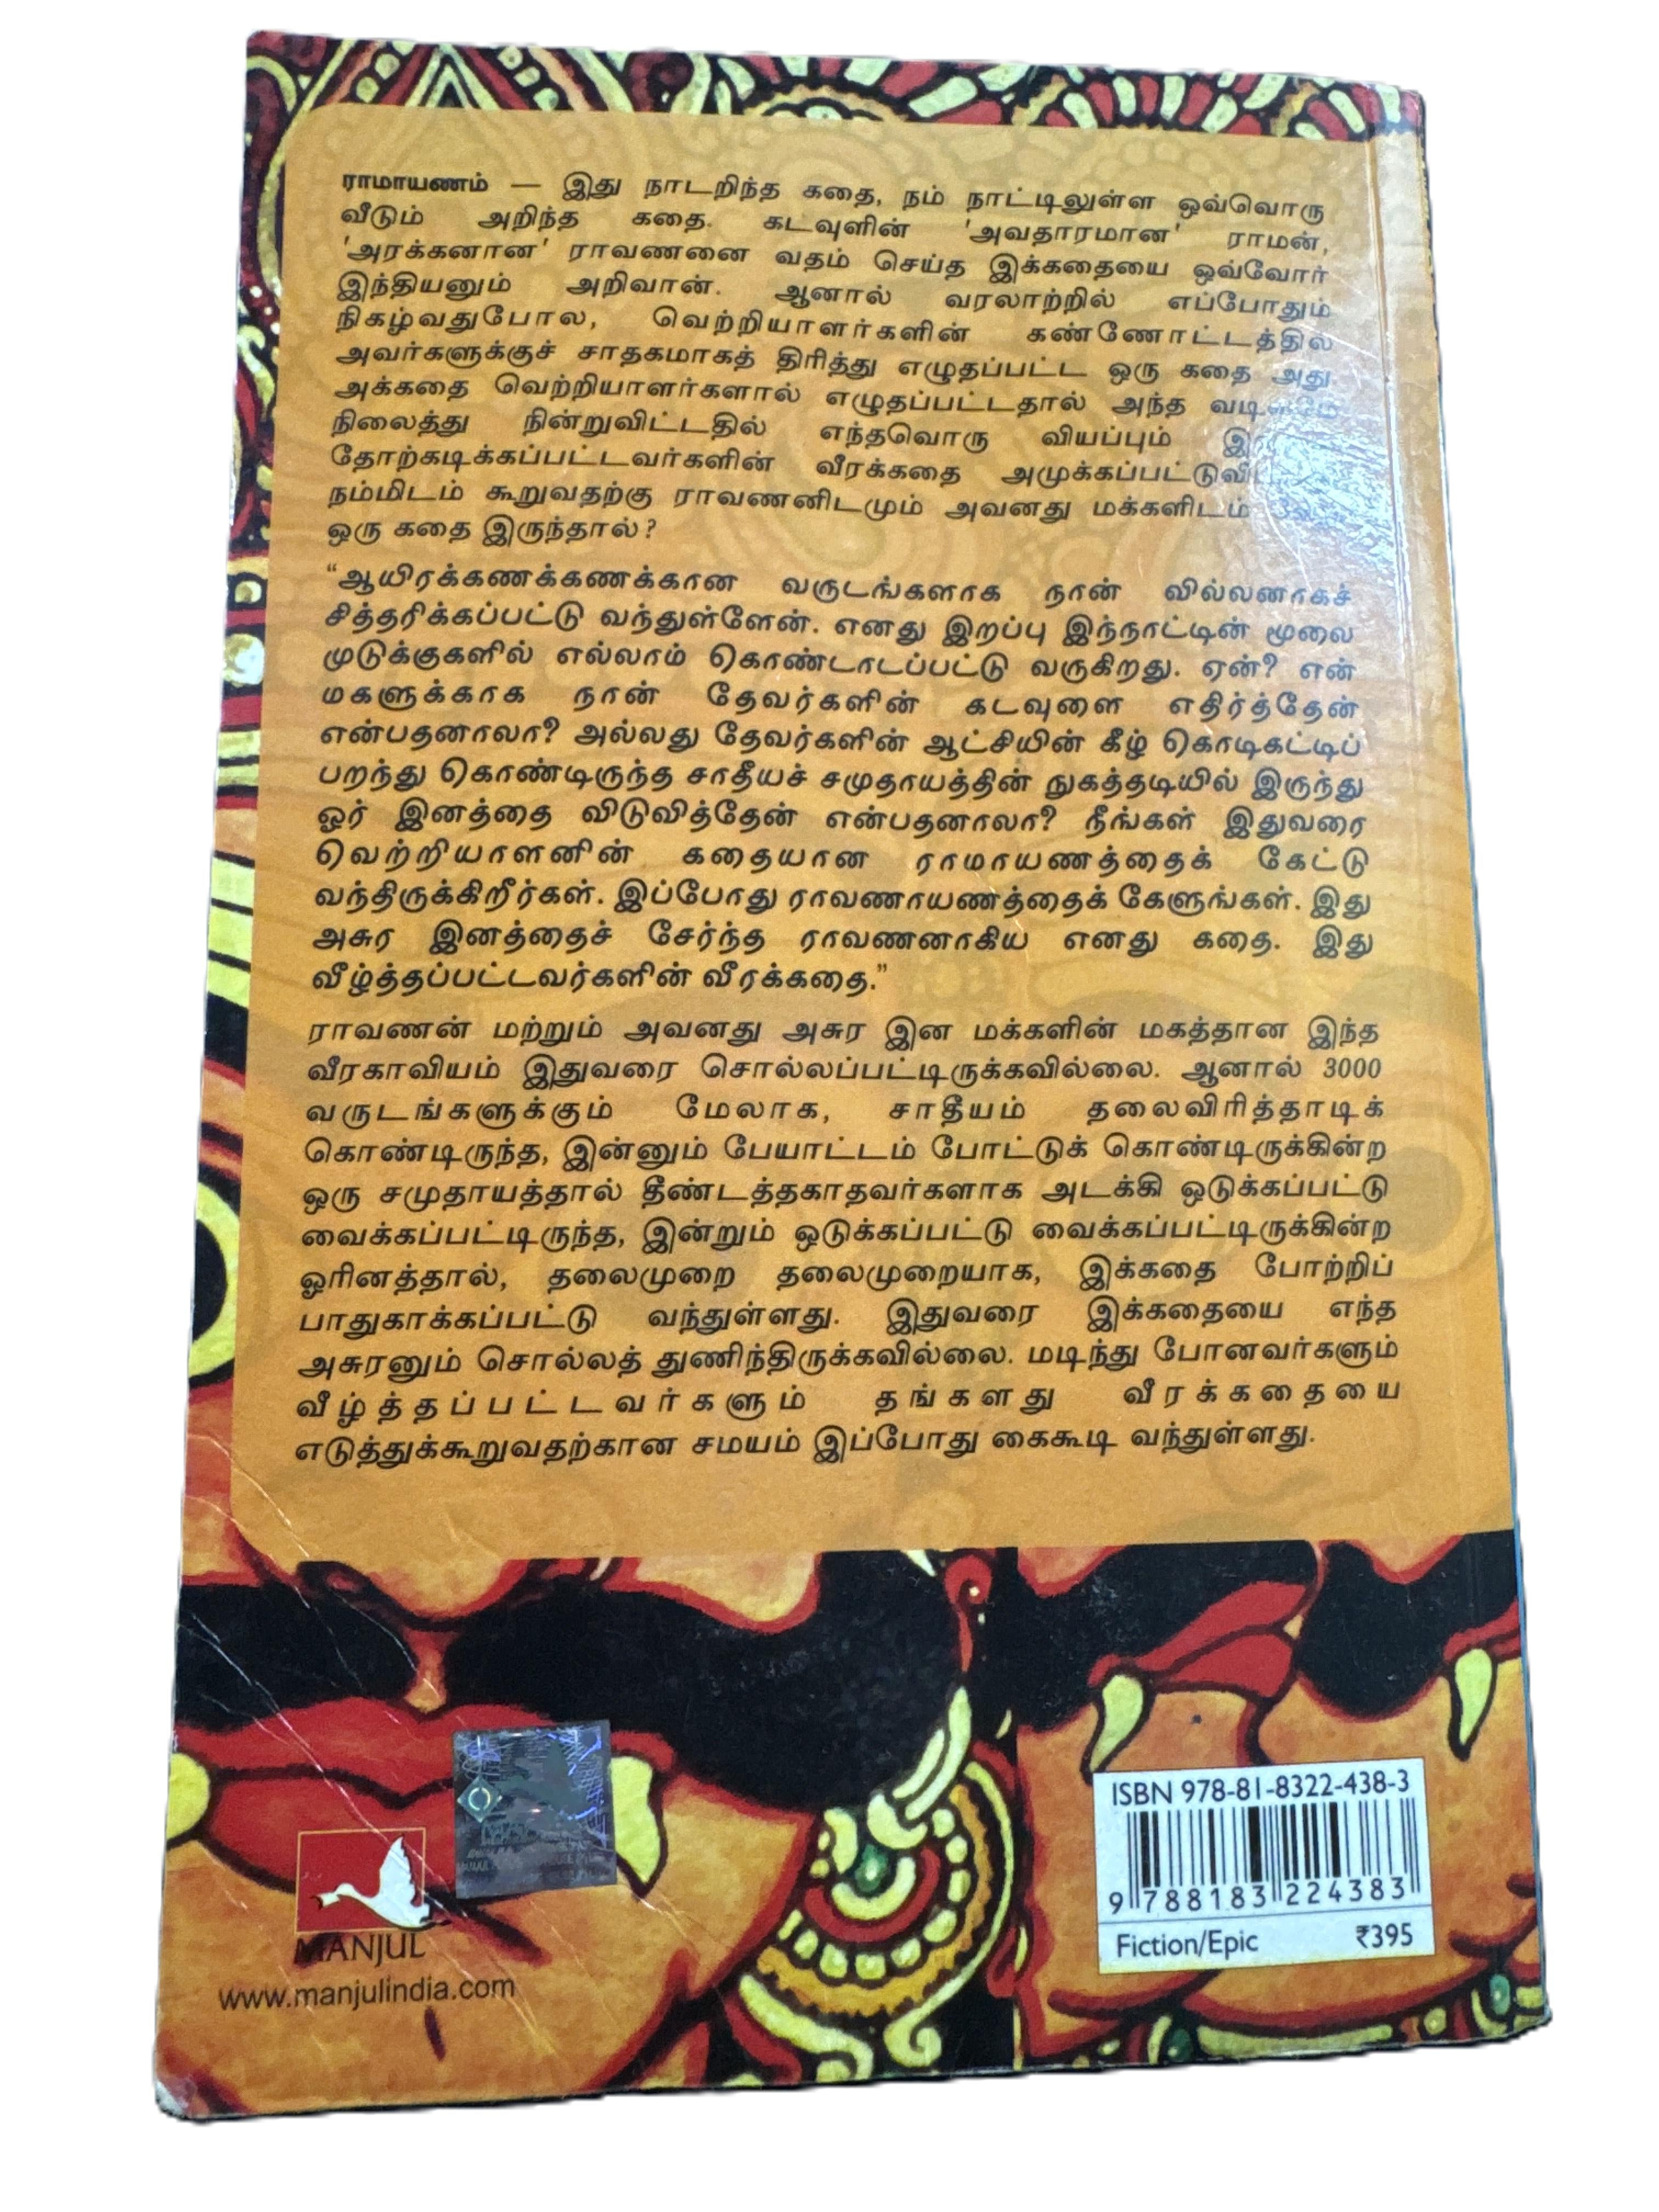 ராமாயணம் — இது நாடறிந்த கதை, நம் நாட்டிலுள்ள ஒவ்வொரு
வீடும் அறிந்த கதை. கடவுளின் 'அவதாரமான' ராமன்,
'அரக்கனான' ராவணனை வதம் செய்த இக்கதையை ஒவ்வோர்
இந்தியனும் அறிவான். ஆனால் வரலாற்றில் எப்போதும்
நிகழ்வதுபோல, வெற்றியாளர்களின் கண்ணோட்டத்தில்
அவர்களுக்குச் சாதகமாகத் திரித்து எழுதப்பட்ட ஒரு கதை அது
அக்கதை வெற்றியாளர்களால் எழுதப்பட்டதால் அந்த
நிலைத்து நின்றுவிட்டதில் எந்தவொரு வியப்பும்
தோற்கடிக்கப்பட்டவர்களின் வீரக்கதை
நம்மிடம் கூறுவதற்கு ராவணனிடமும் அவனது மக்களிடம்
ஒரு கதை இருந்தால்?
“ஆயிரக்கணக்கணக்கான வருடங்களாக நான் வில்லனாகச்
சித்தரிக்கப்பட்டு வந்துள்ளேன். எனது இறப்பு இந்நாட்டின் மூலை
முடுக்குகளில் எல்லாம் கொண்டாடப்பட்டு வருகிறது. ஏன்? என்
மகளுக்காக நான் தேவர்களின் கடவுளை எதிர்த்தேன்
என்பதனாலா? அல்லது தேவர்களின் ஆட்சியின் கீழ் கொடிகட்டிப்
பறந்து கொண்டிருந்த சாதீயச் சமுதாயத்தின் நுகத்தடியில் இருந்து
ஓர் இனத்தை விடுவித்தேன் என்பதனாலா? நீங்கள் இதுவரை
வெற்றியாளனின் கதையான ராமாயணத்தைக் கேட்டு
வந்திருக்கிறீர்கள். இப்போது ராவணாயணத்தைக் கேளுங்கள். இது
அசுர இனத்தைச் சேர்ந்த ராவணனாகிய எனது கதை. இது
வீழ்த்தப்பட்டவர்களின் வீரக்கதை.”
ராவணன் மற்றும் அவனது அசுர இன மக்களின் மகத்தான இந்த
வீரகாவியம் இதுவரை சொல்லப்பட்டிருக்கவில்லை. ஆனால் 3000
வருடங்களுக்கும் மேலாக, சாதீயம் தலைவிரித்தாடிக்
கொண்டிருந்த, இன்னும் பேயாட்டம் போட்டுக் கொண்டிருக்கின்ற
ஒரு சமுதாயத்தால் தீண்டத்தகாதவர்களாக அடக்கி ஒடுக்கப்பட்டு
வைக்கப்பட்டிருந்த, இன்றும் ஒடுக்கப்பட்டு வைக்கப்பட்டிருக்கின்ற
ஓரினத்தால், தலைமுறை தலைமுறையாக, இக்கதை போற்றிப்
பாதுகாக்கப்பட்டு வந்துள்ளது. இதுவரை இக்கதையை எந்த
அசுரனும் சொல்லத் துணிந்திருக்கவில்லை. மடிந்து போனவர்களும்
வீழ்த்தப்பட்டவர்களும் தங்களது வீரக்கதையை
எடுத்துக்கூறுவதற்கான சமயம் இப்போது கைகூடி வந்துள்ளது.
ISBN 978-81-8322-438-3
9 788183 224383
Fiction/Epic ₹395
MANJUL
www.manjulindia.com